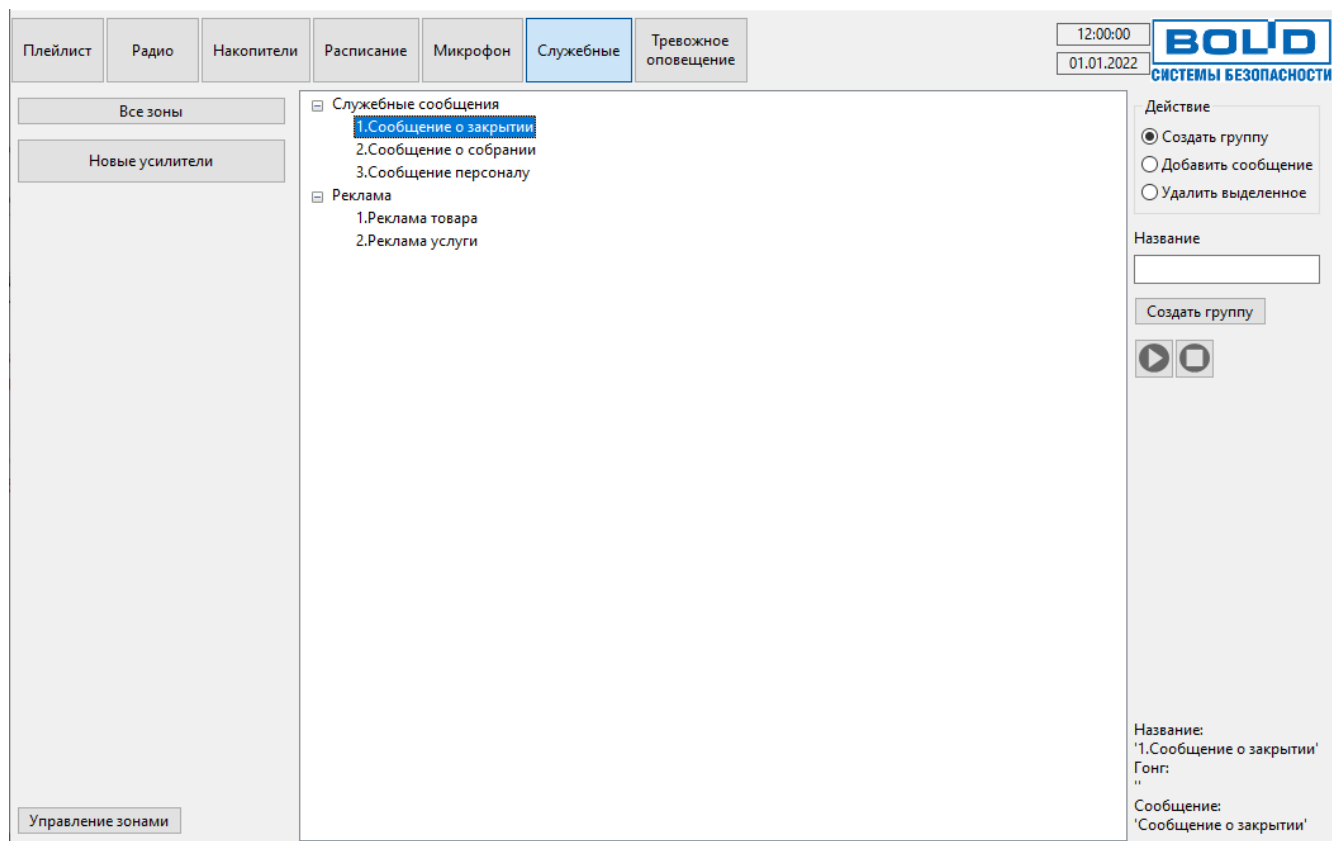 Плейлист
Радио
Накопители
Расписание
Микрофон
Служебные
Тревожное
оповещение
12:00:00
01.01.2022
BOLID
СИСТЕМЫ БЕЗОПАСНОСТИ
Все зоны
Новые усилители
Управление зонами
Служебные сообщения
1.Сообщение о закрытии
2.Сообщение о собрании
3.Сообщение персоналу
Реклама
1.Реклама товара
2.Реклама услуги
Действие
Создать группу
Добавить сообщение
Удалить выделенное
Название
Создать группу
Название:
'1.Сообщение о закрытии'
Гонг:
''
Сообщение:
'Сообщение о закрытии'